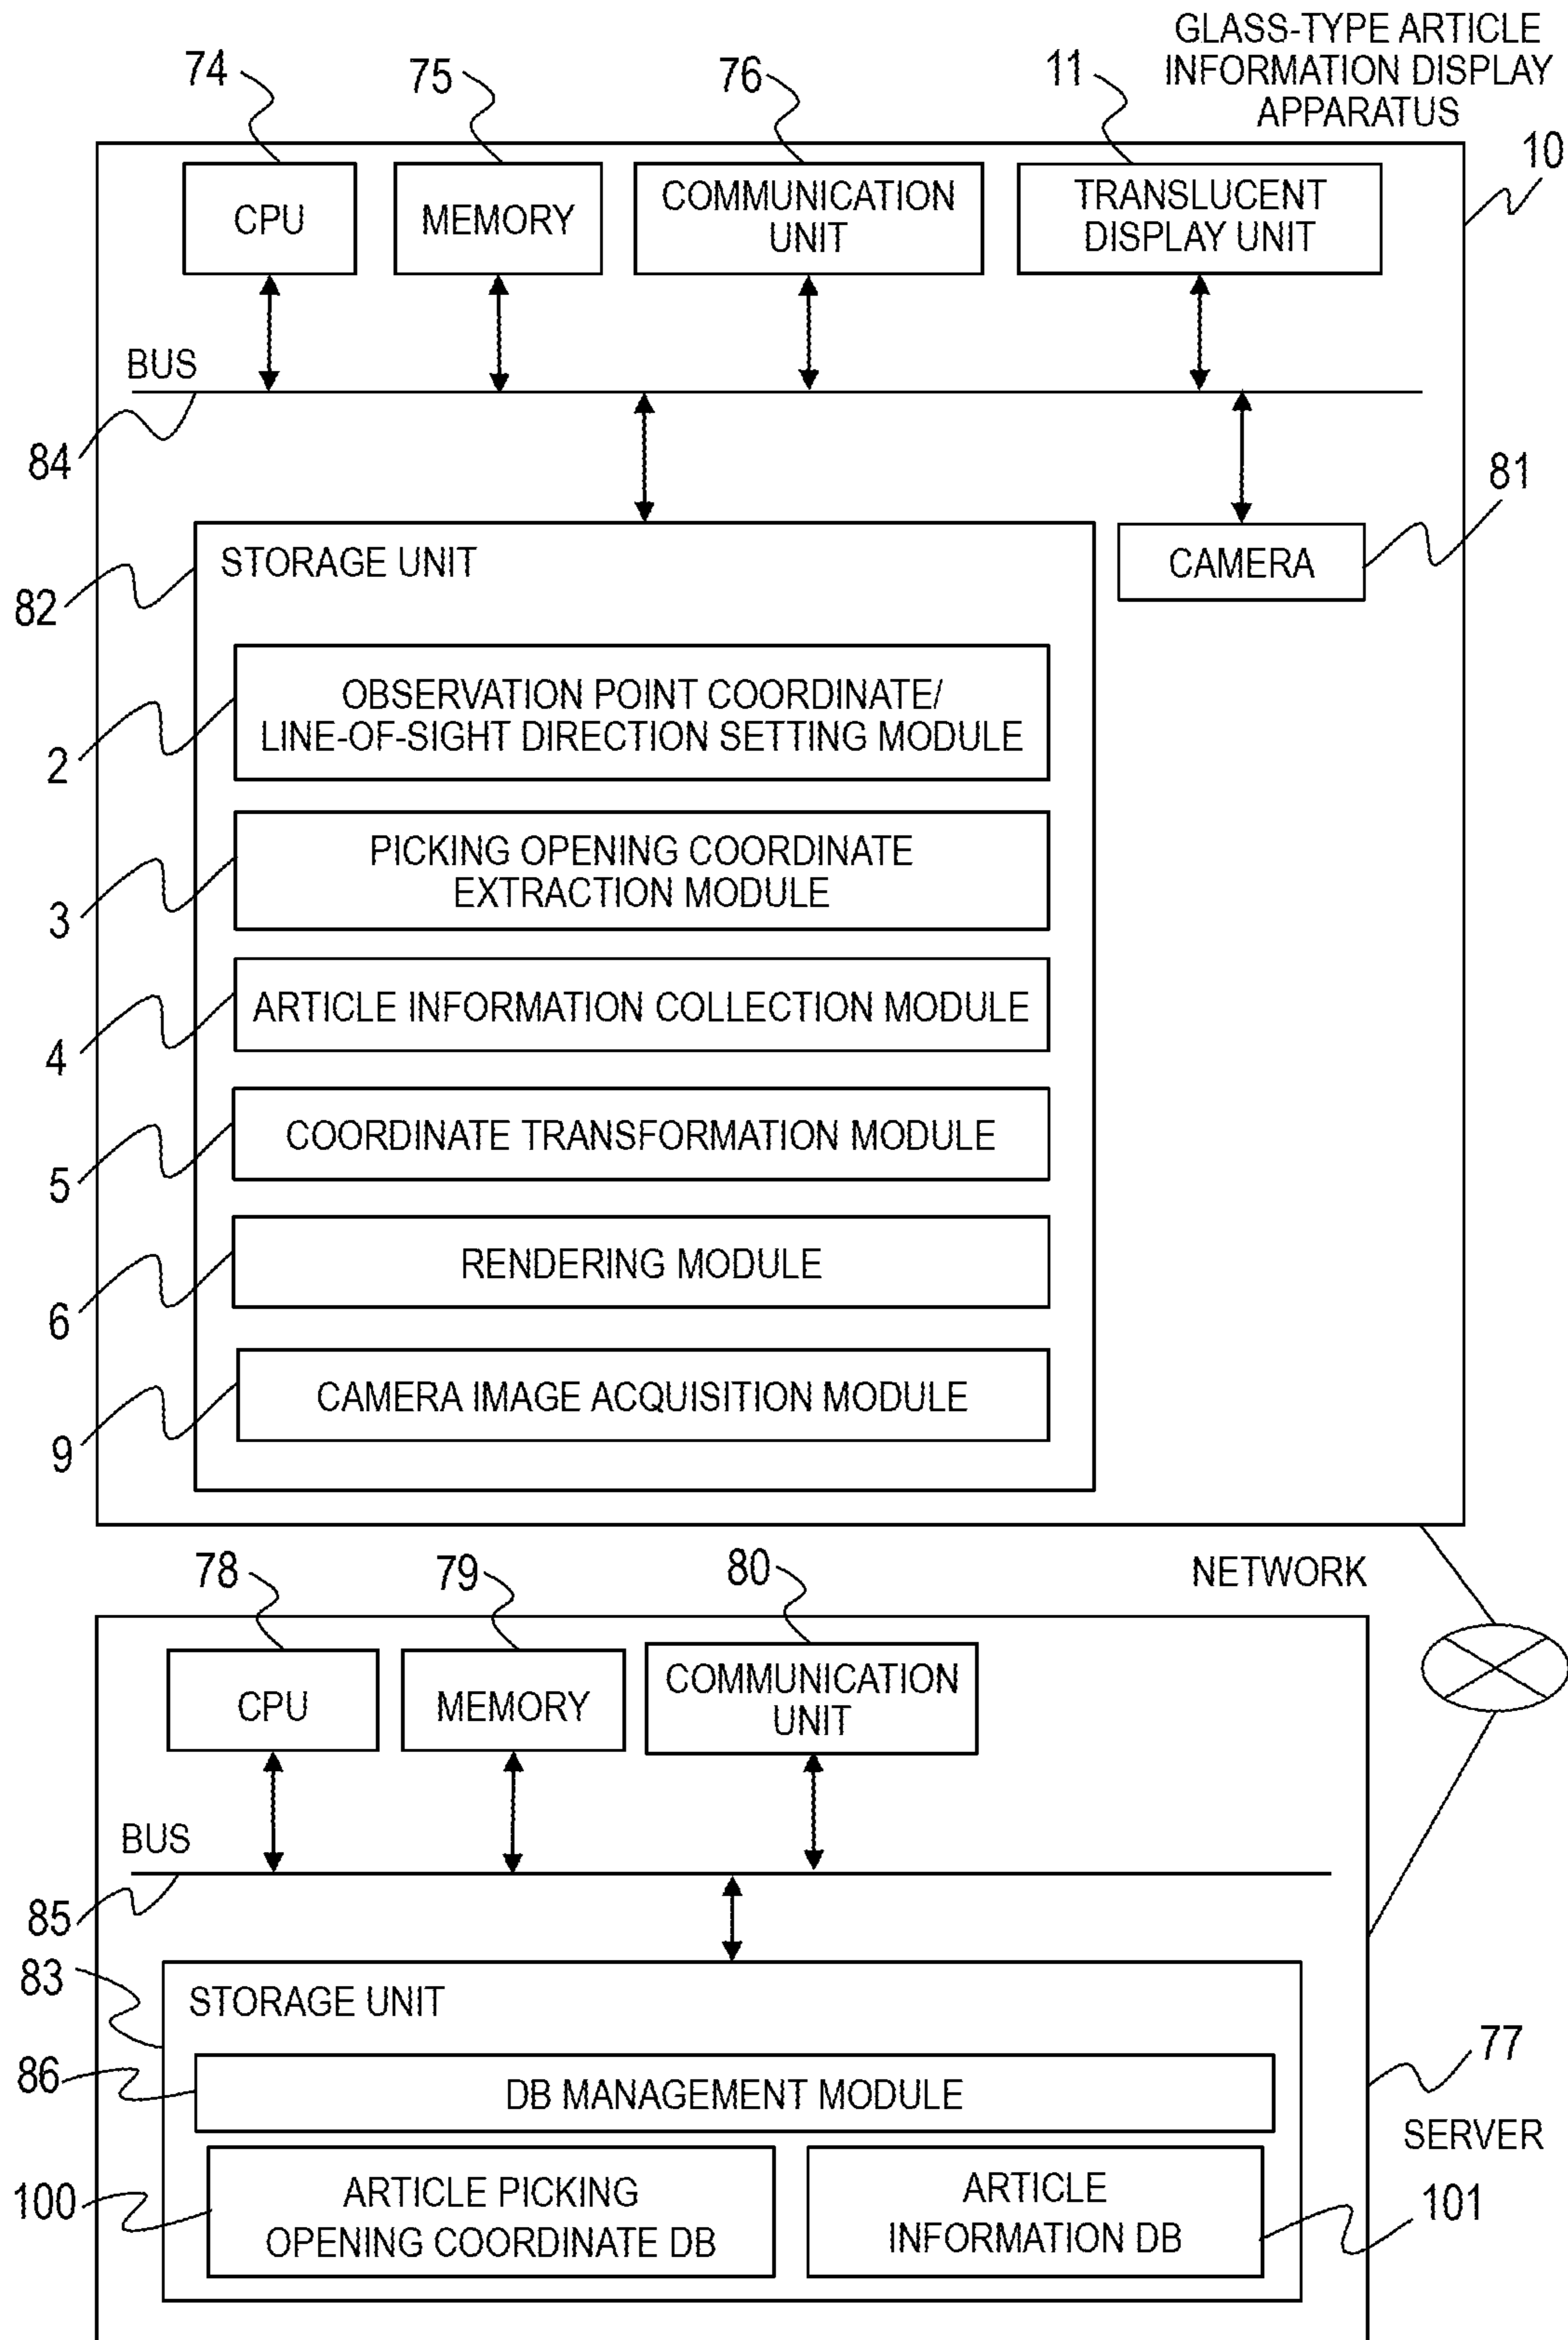 GLASS-TYPE ARTICLE
INFORMATION DISPLAY
APPARATUS
74
75
76
11
10
CPU
MEMORY
COMMUNICATION
UNIT
TRANSLUCENT
DISPLAY UNIT
BUS
84
81
STORAGE UNIT
CAMERA
82
OBSERVATION POINT COORDINATE/
LINE-OF-SIGHT DIRECTION SETTING MODULE
2
PICKING OPENING COORDINATE
EXTRACTION MODULE
3
ARTICLE INFORMATION COLLECTION MODULE
4
COORDINATE TRANSFORMATION MODULE
5
RENDERING MODULE
6
CAMERA IMAGE ACQUISITION MODULE
9
78
79
80
NETWORK
CPU
MEMORY
COMMUNICATION
UNIT
BUS
85
83
STORAGE UNIT
77
86
DB MANAGEMENT MODULE
SERVER
100
ARTICLE PICKING
OPENING COORDINATE DB
ARTICLE
INFORMATION DB
101